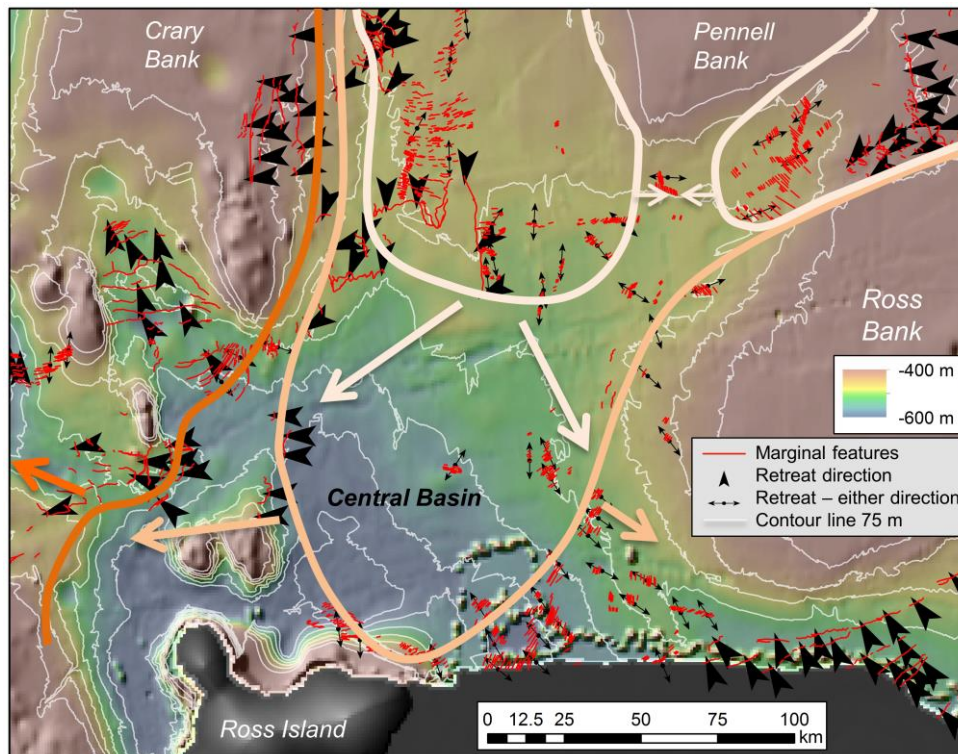 Crary
Bank
Pennell
Bank
Ross
Bank
-400 m
-600 m
Marginal features
Retreat direction
Retreat – either direction
Contour line 75 m
Central Basin
Ross Island
0 12.5 25 50 75 100
km